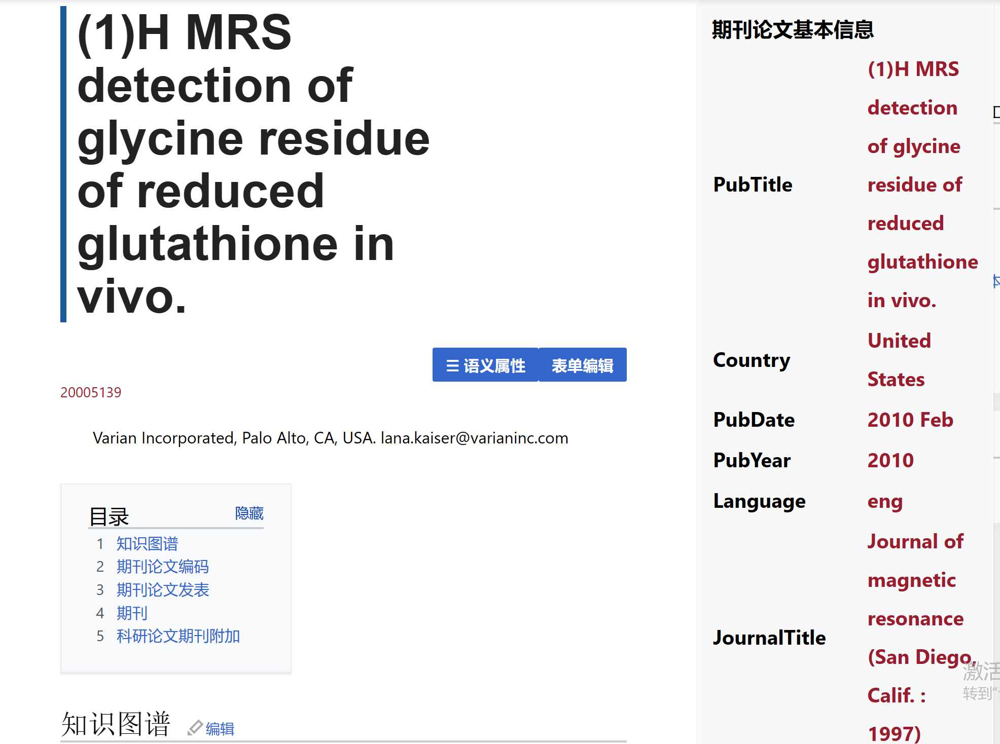 (1)H MRS
detection of
glycine residue
of reduced
glutathione in
vivo.
☰ 语义属性
表单编辑
20005139
Varian Incorporated, Palo Alto, CA, USA. lana.kaiser@varianinc.com
目录
隐藏
1 知识图谱
2 期刊论文编码
3 期刊论文发表
4 期刊
5 科研论文期刊附加
知识图谱
编辑
期刊论文基本信息
PubTitle
(1)H MRS
detection
of glycine
residue of
reduced
glutathione
in vivo.
Country
United
States
PubDate
2010 Feb
PubYear
2010
Language
eng
JournalTitle
Journal of
magnetic
resonance
(San Diego,
Calif. :
1997)
激活
转到"